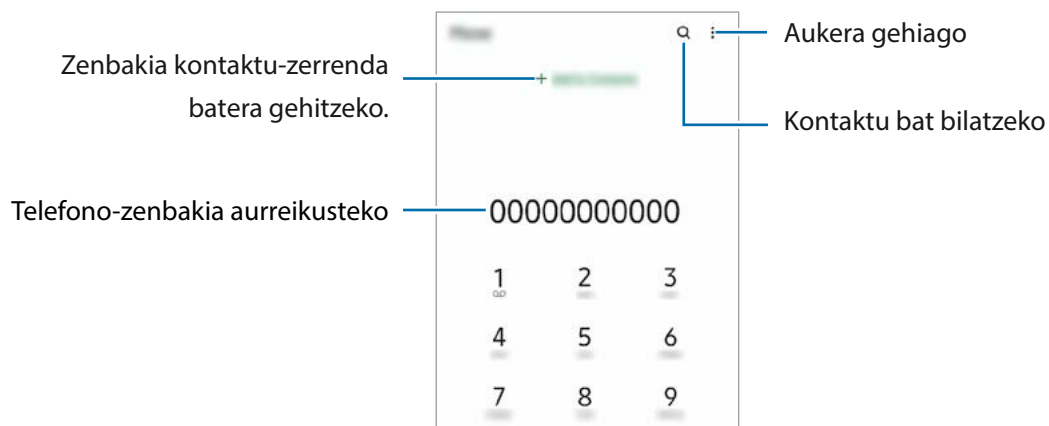 Aukera gehiago
Zenbakia kontaktu-zerrenda
batera gehitzeko.
+
Kontaktu bat bilatzeko
Telefono-zenbakia aurreikusteko
00000000000
1 2 3
4 5 6
7 8 9